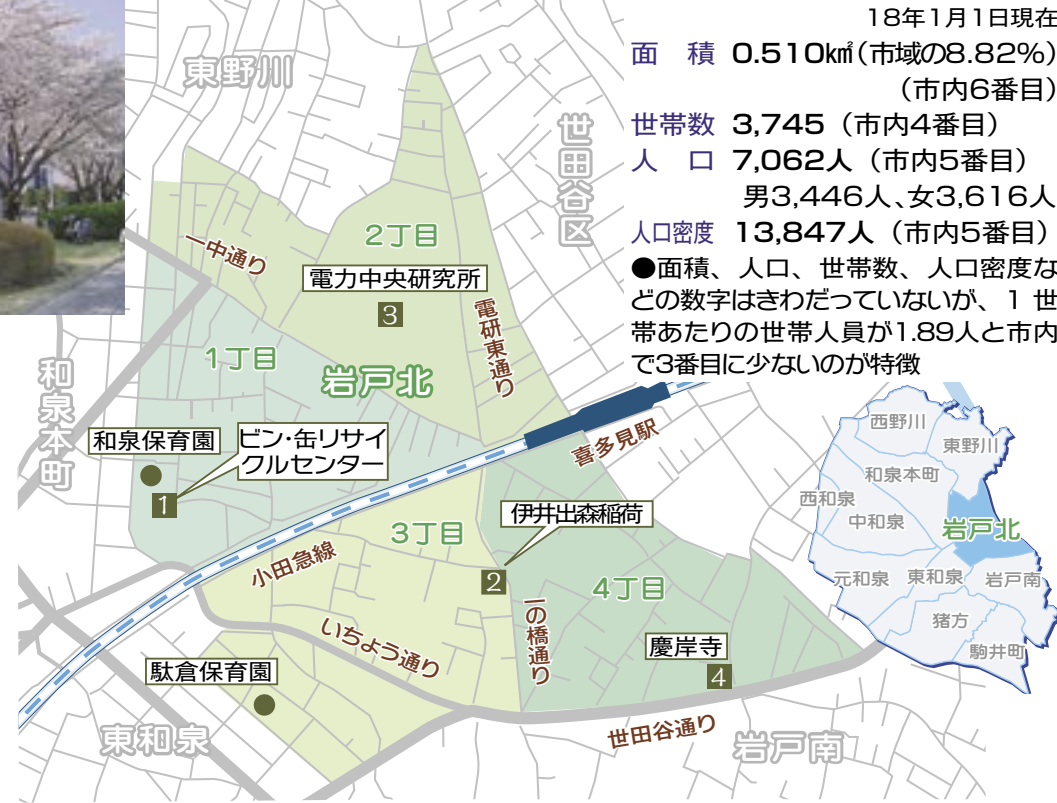 18年1月1日現在
面 積 0.510㎢(市域の8.82%)
(市内6番目)
世帯数 3,745(市内4番目)
人 口 7,062人(市内5番目)
男3,446人、女3,616人
人口密度 13,847人(市内5番目)
●面積、人口、世帯数、人口密度な
どの数字はきわだっていないが、1世
帯あたりの世帯人員が1.89人と市内
で3番目に少ないのが特徴
東野川
世田谷区
2丁目
一中通り
電力中央研究所
3
電研東通り
1丁目
岩戸北
和泉本町
和泉保育園
ビン・缶リサイ
クルセンター
1
喜多見駅
伊井出森稲荷
3丁目
小田急線
2
4丁目
一の橋通り
いちょう通り
慶岸寺
4
駄倉保育園
世田谷通り
東和泉
岩戸南
西野川
東野川
和泉本町
西和泉
中和泉
岩戸北
元和泉
東和泉
岩戸南
猪方
駒井町